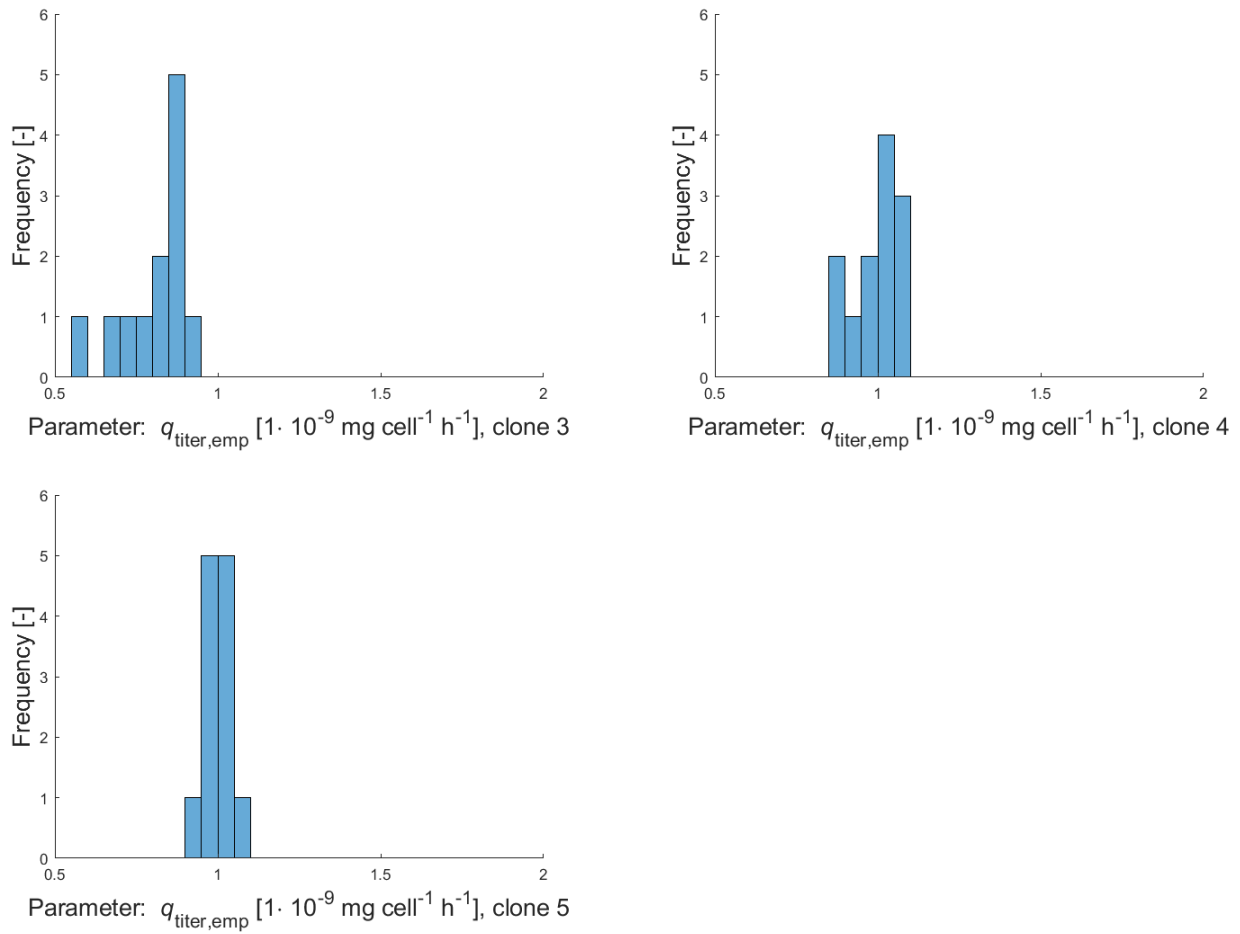 6
5
4
3
2
1
0
Frequency [-]
0.5 1 1.5 2
Parameter: q_titer,emp [1· 10^-9 mg cell^-1 h^-1], clone 3
6
5
4
3
2
1
0
Frequency [-]
0.5 1 1.5 2
Parameter: q_titer,emp [1· 10^-9 mg cell^-1 h^-1], clone 4
6
5
4
3
2
1
0
Frequency [-]
0.5 1 1.5 2
Parameter: q_titer,emp [1· 10^-9 mg cell^-1 h^-1], clone 5